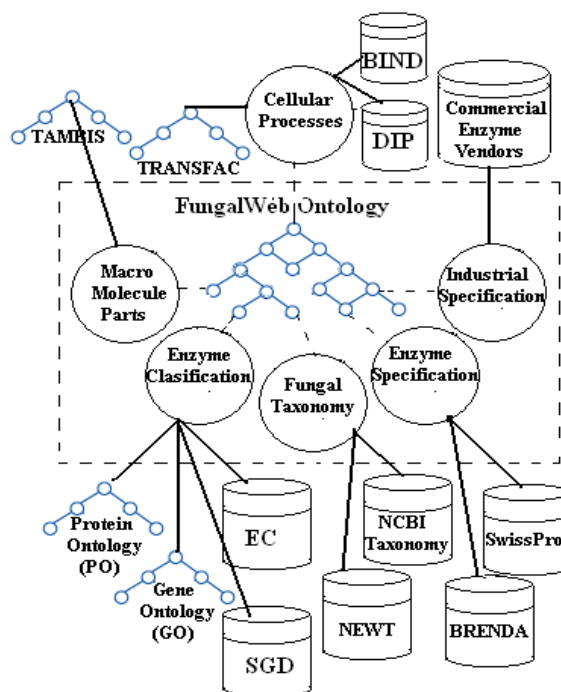 BIND
Cellular
Processes
Commercial
Enzyme
Vendors
TAMBIS
TRANSFAC
DIP
FungalWeb Ontology
Macro
Molecule
Parts
Industrial
Specification
Enzyme
Clasification
Fungal
Taxonomy
Enzyme
Specification
Protein
Ontology
(PO)
EC
NCBI
Taxonomy
SwissPro
Gene
Ontology
(GO)
SGD
NEWT
BRENDA